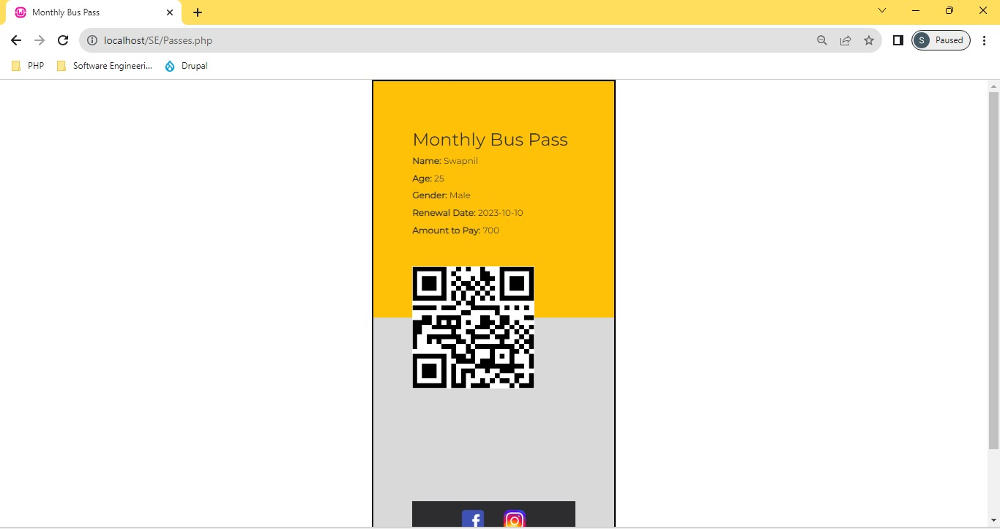 Monthly Bus Pass
localhost/SE/Passes.php
S Paused
PHP
Software Engineeri...
Drupal
Monthly Bus Pass
Name: Swapnil
Age: 25
Gender: Male
Renewal Date: 2023-10-10
Amount to Pay: 700